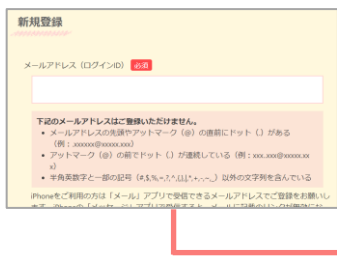 新規登録
メールアドレス（ログインID） 必須
下記のメールアドレスはご登録いただけません。
• メールアドレスの先頭やアットマーク（@）の直前にドット（.）がある
（例：.xxxxxx@xxxxx.xxx）
• アットマーク（@）の前でドット（.）が連続している（例：xxx..xxx@xxxxx.xx
x）
• 半角英数字と一部の記号 以外の文字列を含んでいる
iPhoneをご利用の方は「メール」アプリで受信できるメールアドレスでご登録をお願いし